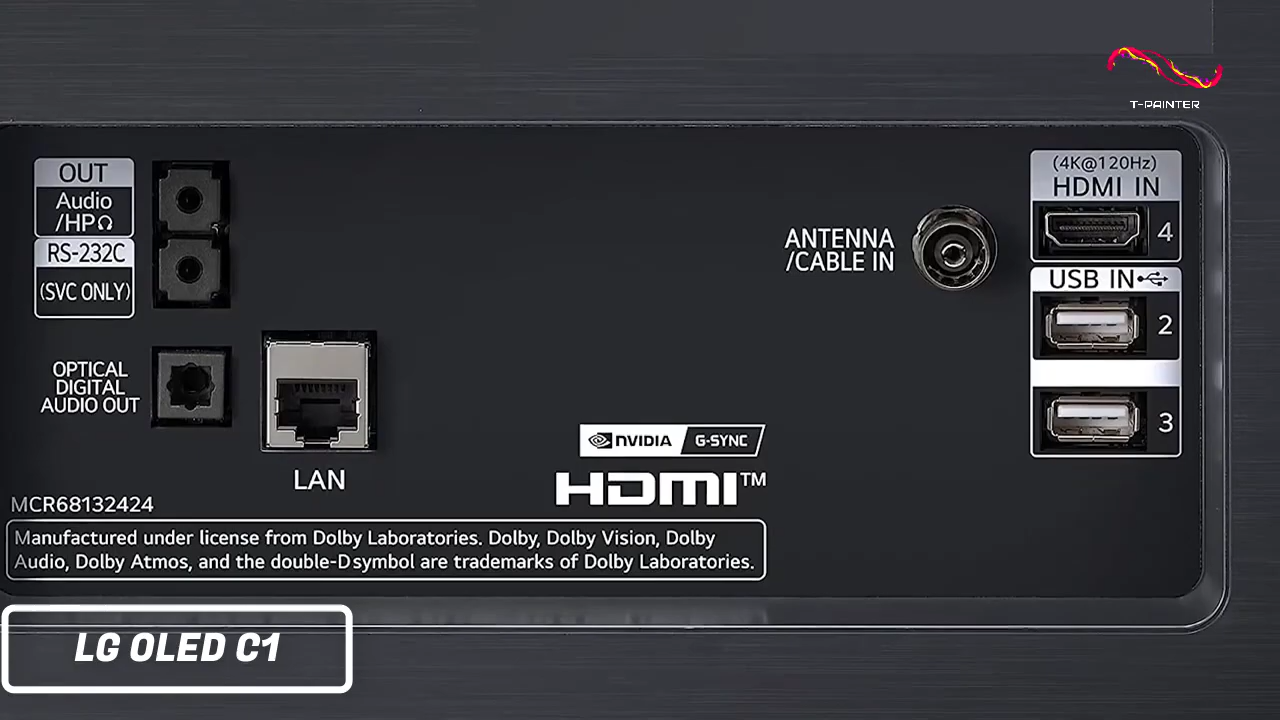 T-PAINTER
OUT
Audio
/HP
RS-232C
(SVC ONLY)
OPTICAL
DIGITAL
AUDIO OUT
LAN
ANTENNA
/CABLE IN
(4K@120Hz)
HDMI IN
4
USB IN
2
3
NVIDIA G-SYNC
HDMI™
MCR68132424
Manufactured under license from Dolby Laboratories. Dolby, Dolby Vision, Dolby
Audio, Dolby Atmos, and the double-D symbol are trademarks of Dolby Laboratories.
LG OLED C1